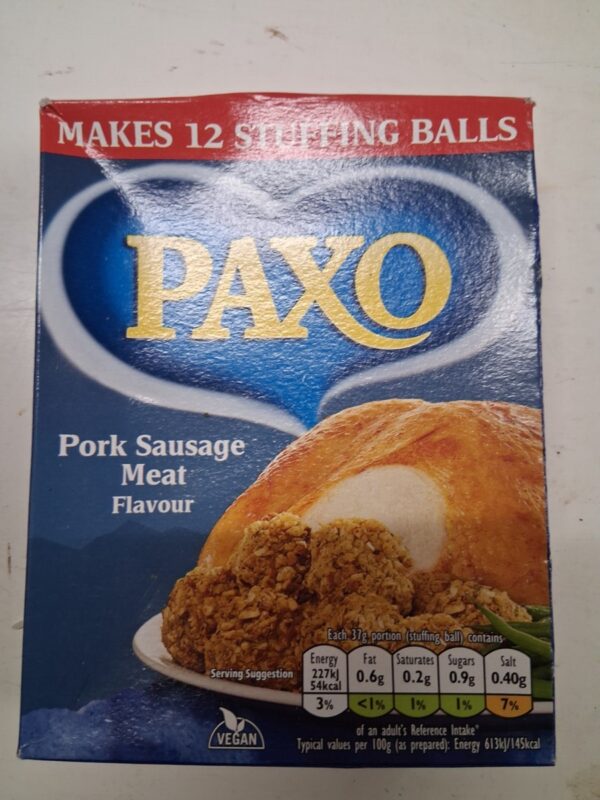 MAKES 12 STUFFING BALLS
PAXO
Pork Sausage
Meat
Flavour
Each 37g portion (stuffing ball) contains
Energy Fat Saturates Sugars Salt
227kJ
54kcal 0.6g 0.2g 0.9g 0.40g
3% <1% 1% 1% 7%
Serving Suggestion
of an adult's Reference Intake*
Typical values per 100g (as prepared): Energy 613kJ/145kcal
VEGAN